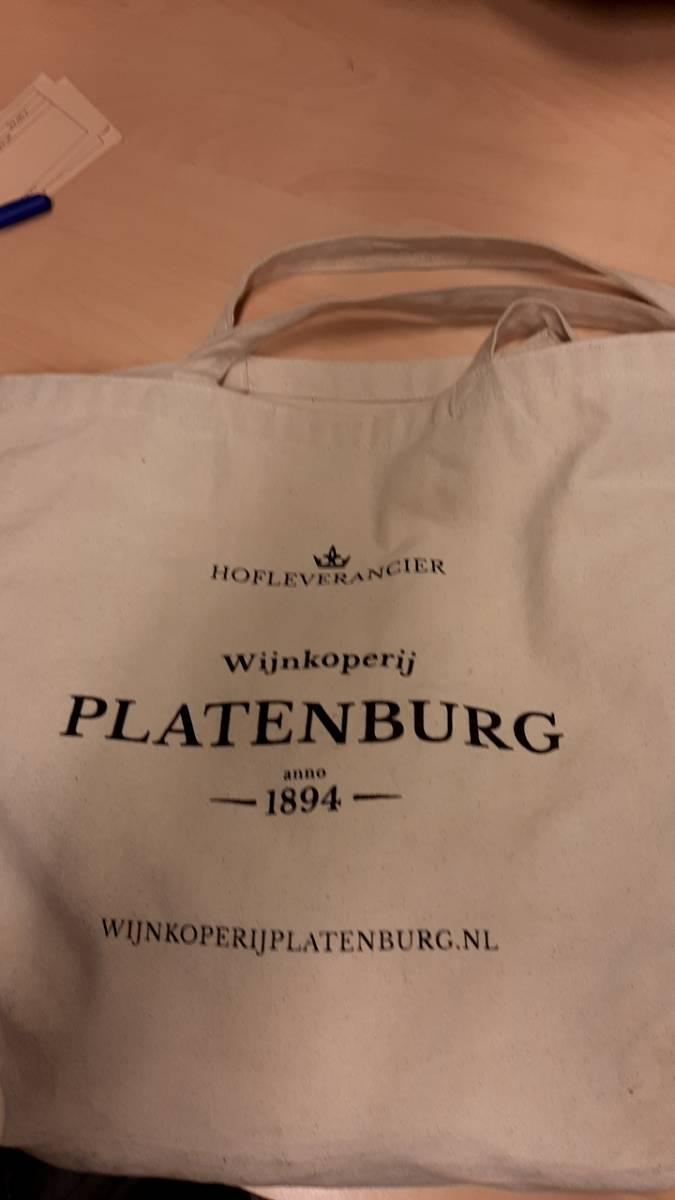 HOFLEVERANCIER
Wijnkoperij
PLATENBURG
anno
1894
WIJNKOPERIJPLATENBURG.NL